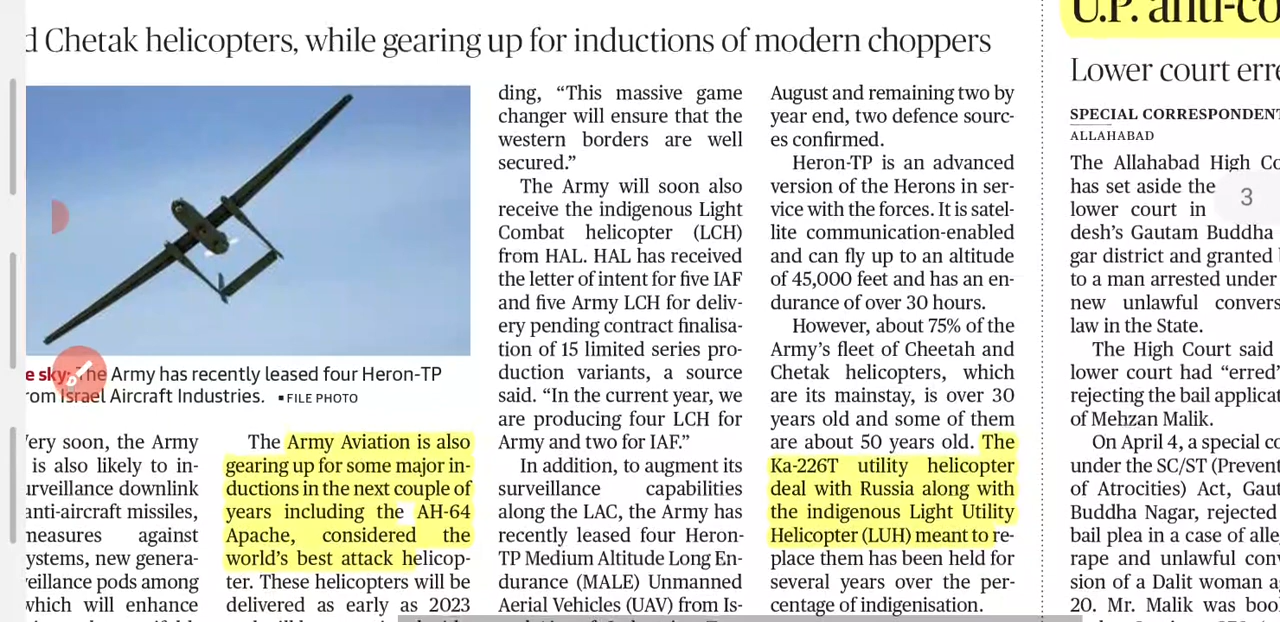 d Chetak helicopters, while gearing up for inductions of modern choppers
e sky: The Army has recently leased four Heron-TP
rom Israel Aircraft Industries. ▪FILE PHOTO
ery soon, the Army
is also likely to in-
urveillance downlink
anti-aircraft missiles,
measures against
ystems, new genera-
veillance pods among
which will enhance
The Army Aviation is also
gearing up for some major in-
ductions in the next couple of
years including the AH-64
Apache, considered the
world’s best attack helicop-
ter. These helicopters will be
delivered as early as 2023
ding, “This massive game
changer will ensure that the
western borders are well
secured.”
The Army will soon also
receive the indigenous Light
Combat helicopter (LCH)
from HAL. HAL has received
the letter of intent for five IAF
and five Army LCH for deliv-
ery pending contract finalisa-
tion of 15 limited series pro-
duction variants, a source
said. “In the current year, we
are producing four LCH for
Army and two for IAF.”
In addition, to augment its
surveillance capabilities
along the LAC, the Army has
recently leased four Heron-
TP Medium Altitude Long En-
durance (MALE) Unmanned
Aerial Vehicles (UAV) from Is-
August and remaining two by
year end, two defence sourc-
es confirmed.
Heron-TP is an advanced
version of the Herons in ser-
vice with the forces. It is satel-
lite communication-enabled
and can fly up to an altitude
of 45,000 feet and has an en-
durance of over 30 hours.
However, about 75% of the
Army’s fleet of Cheetah and
Chetak helicopters, which
are its mainstay, is over 30
years old and some of them
are about 50 years old. The
Ka-226T utility helicopter
deal with Russia along with
the indigenous Light Utility
Helicopter (LUH) meant to re-
place them has been held for
several years over the per-
centage of indigenisation.
U.P. anti-co
Lower court erre
SPECIAL CORRESPONDENT
ALLAHABAD
The Allahabad High Co
has set aside the
lower court in
desh’s Gautam Buddha
gar district and granted
to a man arrested under
new unlawful convers
law in the State.
The High Court said
lower court had “erred”
rejecting the bail applicat
of Mehzan Malik.
On April 4, a special co
under the SC/ST (Prevent
of Atrocities) Act, Gaut
Buddha Nagar, rejected
bail plea in a case of alle
rape and unlawful conv
sion of a Dalit woman a
20. Mr. Malik was boo
3